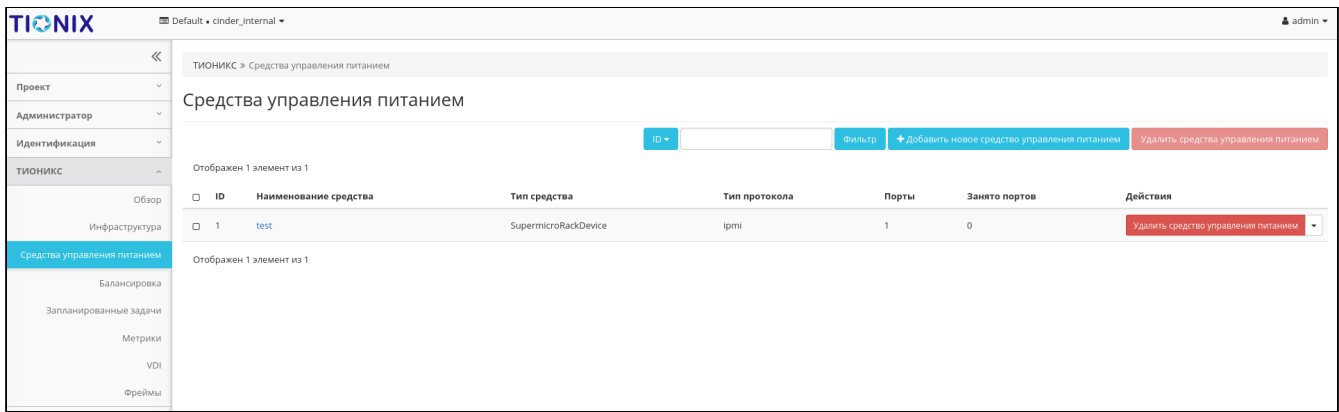 TIONIX
Default • cinder_internal
admin
ТИОНИКС » Средства управления питанием
Проект
Администратор
Идентификация
ТИОНИКС
Обзор
Инфраструктура
Средства управления питанием
Балансировка
Запланированные задачи
Метрики
VDI
Фреймы
Средства управления питанием
ID
Фильтр
+ Добавить новое средство управления питанием
Удалить средства управления питанием
Отображен 1 элемент из 1
ID Наименование средства Тип средства Тип протокола Порты Занято портов Действия
1 test SupermicroRackDevice ipmi 1 0 Удалить средство управления питанием
Отображен 1 элемент из 1